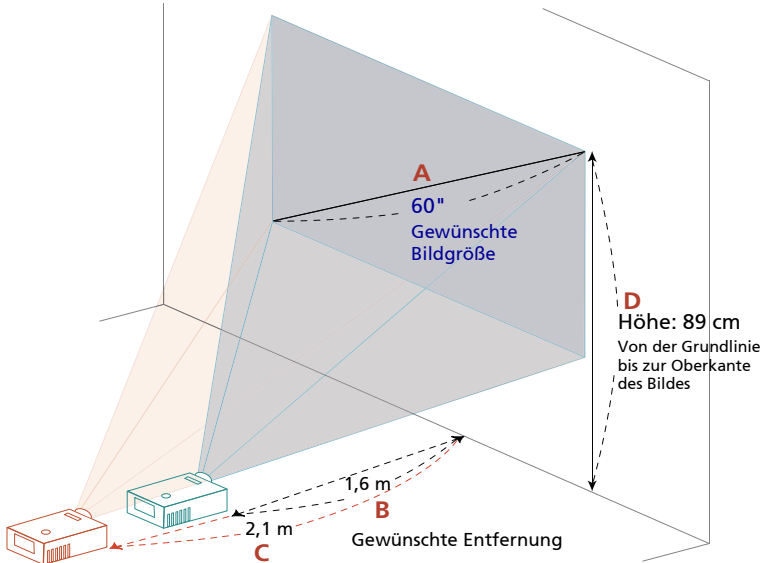 A
60"
Gewünschte
Bildgröße
D
Höhe: 89 cm
Von der Grundlinie
bis zur Oberkante
des Bildes
1,6 m
B
2,1 m
C
Gewünschte Entfernung